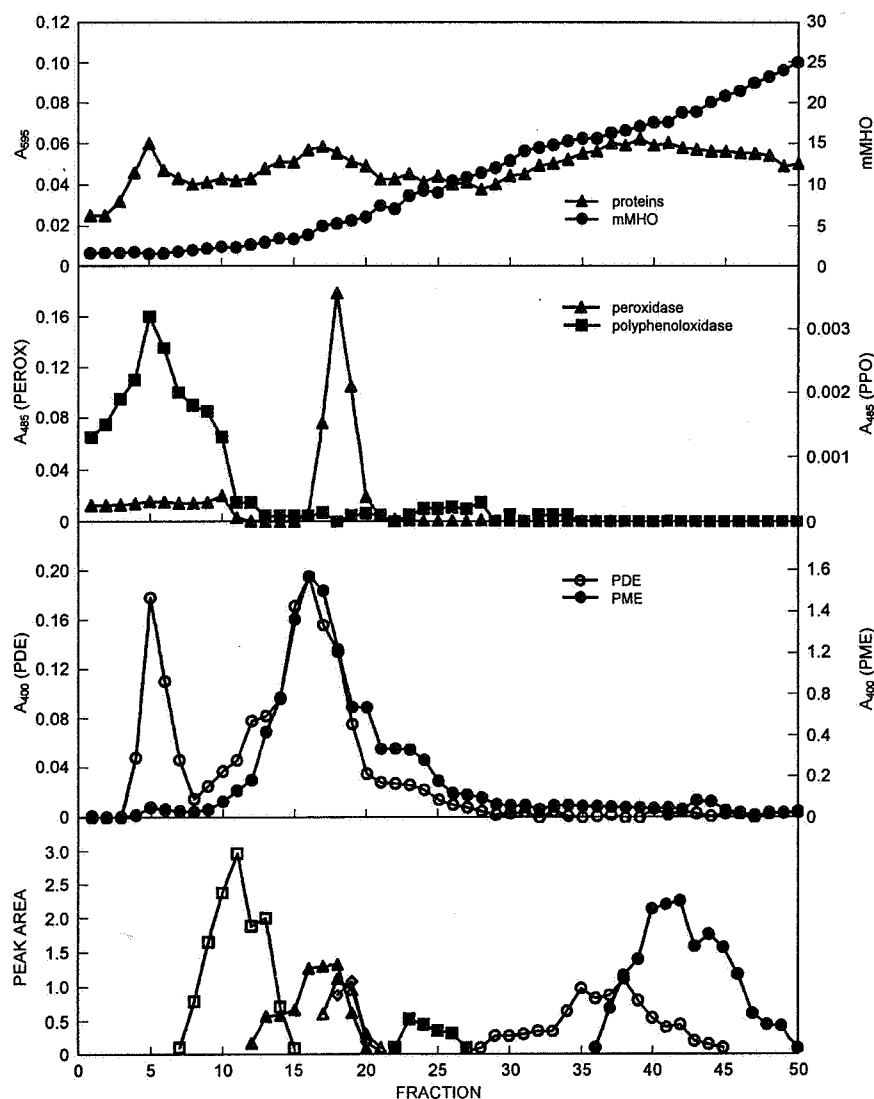 0.12
0.10
0.08
0.06
0.04
0.02
0
A₅₉₅
30
25
20
15
10
5
0
mMHO
proteins
mMHO
0.16
0.12
0.08
0.04
0
A₄₈₅ (PEROX)
peroxidase
polyphenoloxidase
0.003
0.002
0.001
0
A₄₈₅ (PPO)
0.20
0.16
0.12
0.08
0.04
0
A₄₀₀ (PDE)
PDE
PME
1.6
1.4
1.2
0.8
0.4
0.2
0
A₄₀₀ (PME)
3.0
2.5
2.0
1.5
1.0
0.5
0
PEAK AREA
0 5 10 15 20 25 30 35 40 45 50
FRACTION